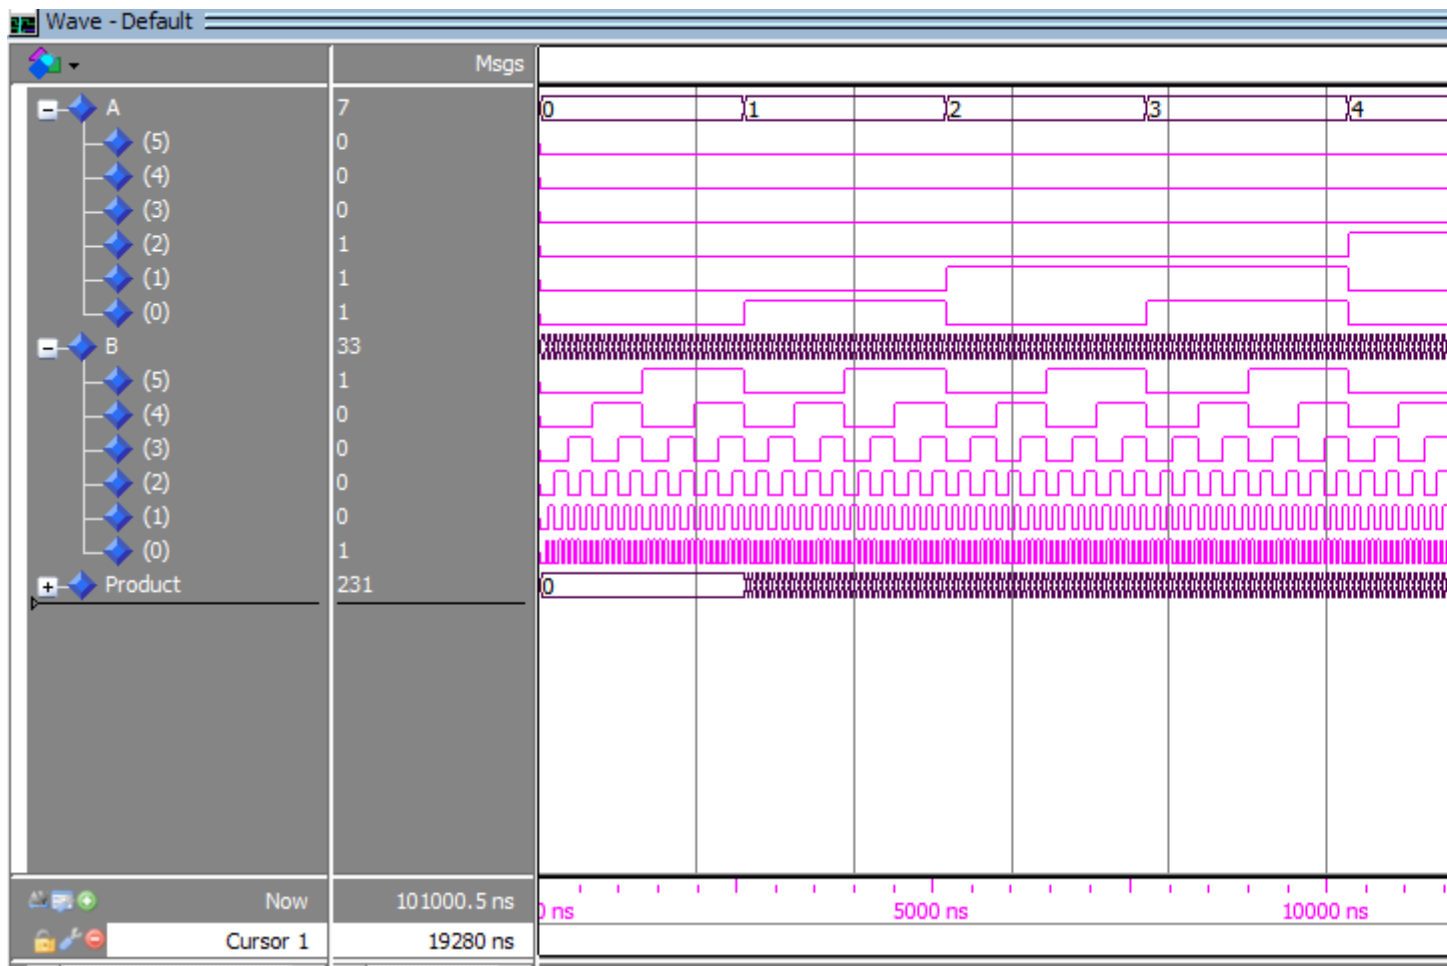 Wave - Default
Msgs
A 7 0 1 2 3 4
(5) 0
(4) 0
(3) 0
(2) 1
(1) 1
(0) 1
B 33
(5) 1
(4) 0
(3) 0
(2) 0
(1) 0
(0) 1
Product 231 0
Now 101000.5 ns 0 ns 5000 ns 10000 ns
Cursor 1 19280 ns